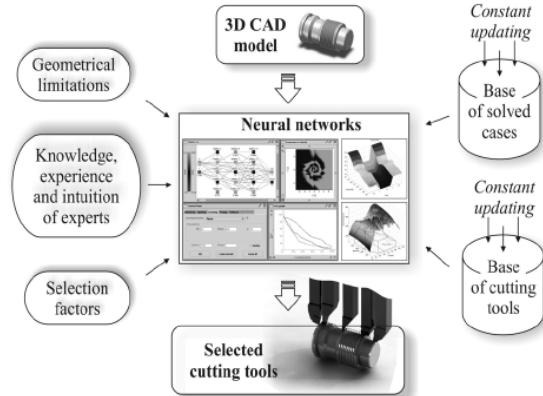 3D CAD
model
Constant
updating
Geometrical
limitations
Base
of solved
cases
Neural networks
Knowledge,
experience
and intuition
of experts
Constant
updating
Base
of cutting
tools
Selection
factors
Selected
cutting tools